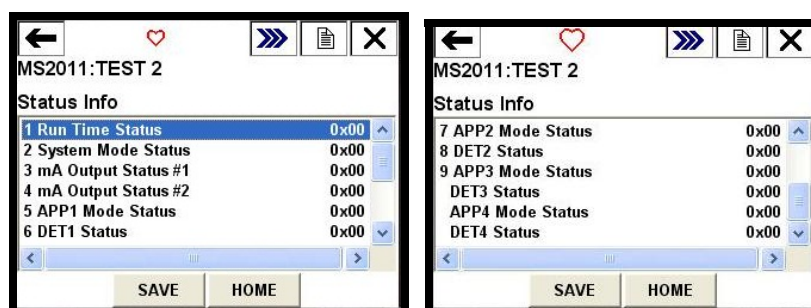 MS2011:TEST 2
Status Info
1 Run Time Status 0x00
2 System Mode Status 0x00
3 mA Output Status #1 0x00
4 mA Output Status #2 0x00
5 APP1 Mode Status 0x00
6 DET1 Status 0x00
SAVE HOME
MS2011:TEST 2
Status Info
7 APP2 Mode Status 0x00
8 DET2 Status 0x00
9 APP3 Mode Status 0x00
DET3 Status 0x00
APP4 Mode Status 0x00
DET4 Status 0x00
SAVE HOME